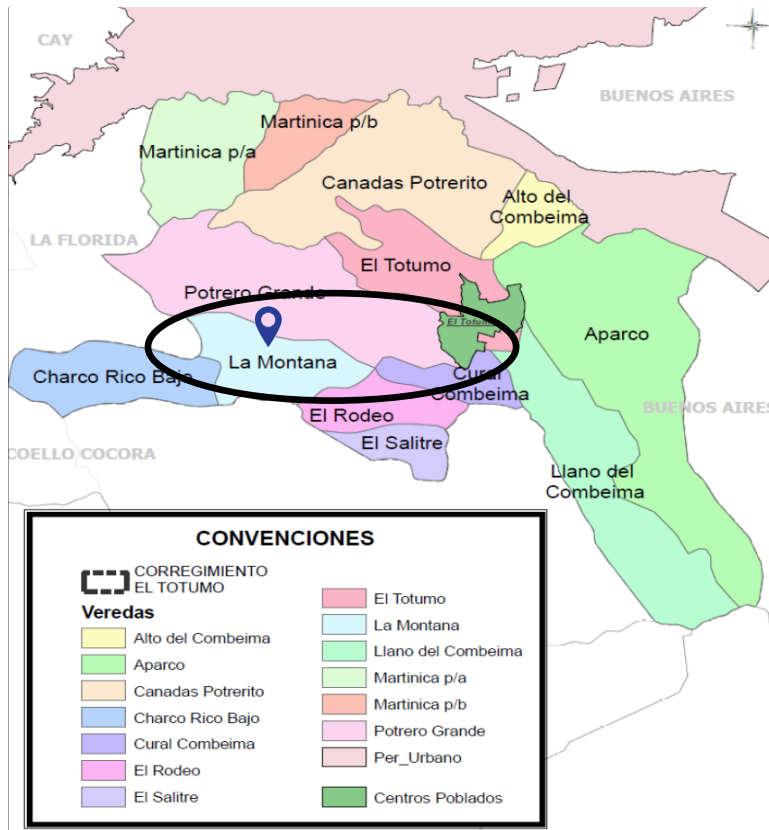 CAY
BUENOS AIRES
Martinica p/b
Martinica p/a
Canadas Potrerito
Alto del
Combeima
LA FLORIDA
El Totumo
Potrero Grande
El Totumo
Aparco
La Montana
Charco Rico Bajo
Cural
Combeima
BUENOS AIRES
El Rodeo
El Salitre
COELLO COCORA
Llano del
Combeima
CONVENCIONES
CORREGIMIENTO
EL TOTUMO
Veredas
Alto del Combeima
Aparco
Canadas Potrerito
Charco Rico Bajo
Cural Combeima
El Rodeo
El Salitre
El Totumo
La Montana
Llano del Combeima
Martinica p/a
Martinica p/b
Potrero Grande
Per_Urbano
Centros Poblados